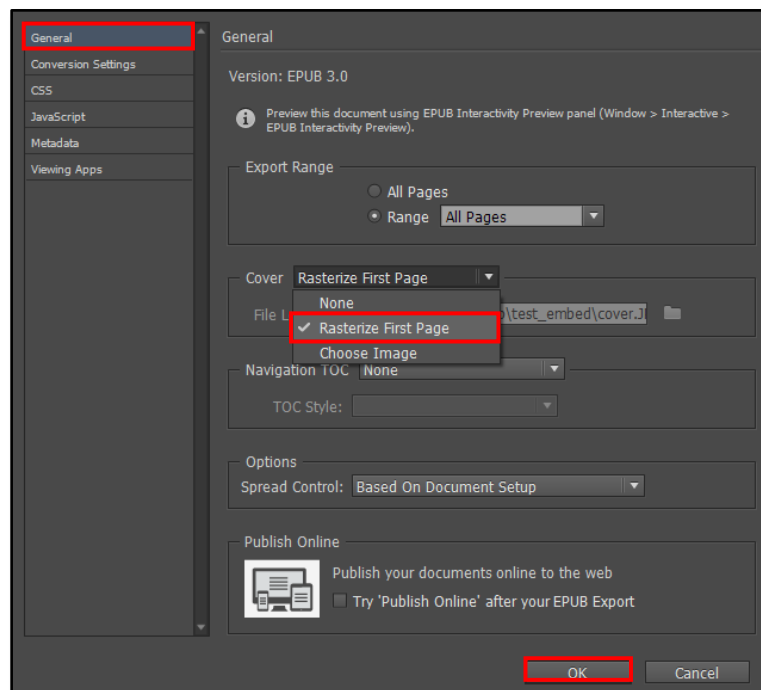 General
Conversion Settings
CSS
JavaScript
Metadata
Viewing Apps
General
Version: EPUB 3.0
Preview this document using EPUB Interactivity Preview panel (Window > Interactive >
EPUB Interactivity Preview).
Export Range
All Pages
Range All Pages
Cover Rasterize First Page
None
File L \test_embed\cover.J
Rasterize First Page
Choose Image
Navigation TOC None
TOC Style:
Options
Spread Control: Based On Document Setup
Publish Online
Publish your documents online to the web
Try 'Publish Online' after your EPUB Export
OK Cancel